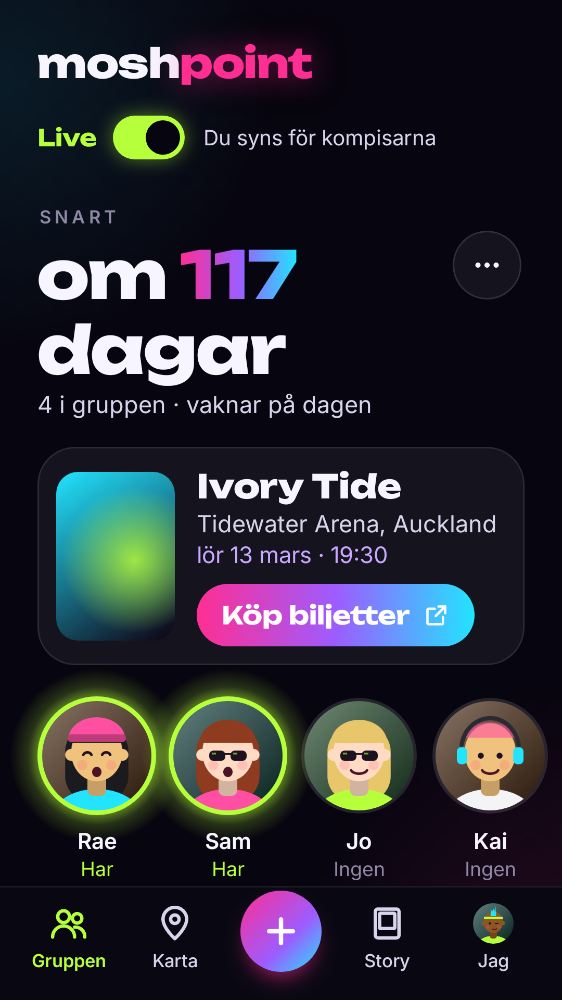 moshpoint
Live
Du syns för kompisarna
SNART
om 117
dagar
4 i gruppen · vaknar på dagen
Ivory Tide
Tidewater Arena, Auckland
lör 13 mars · 19:30
Köp biljetter
Rae
Sam
Jo
Kai
Har
Har
Ingen
Ingen
Gruppen
Karta
Story
Jag